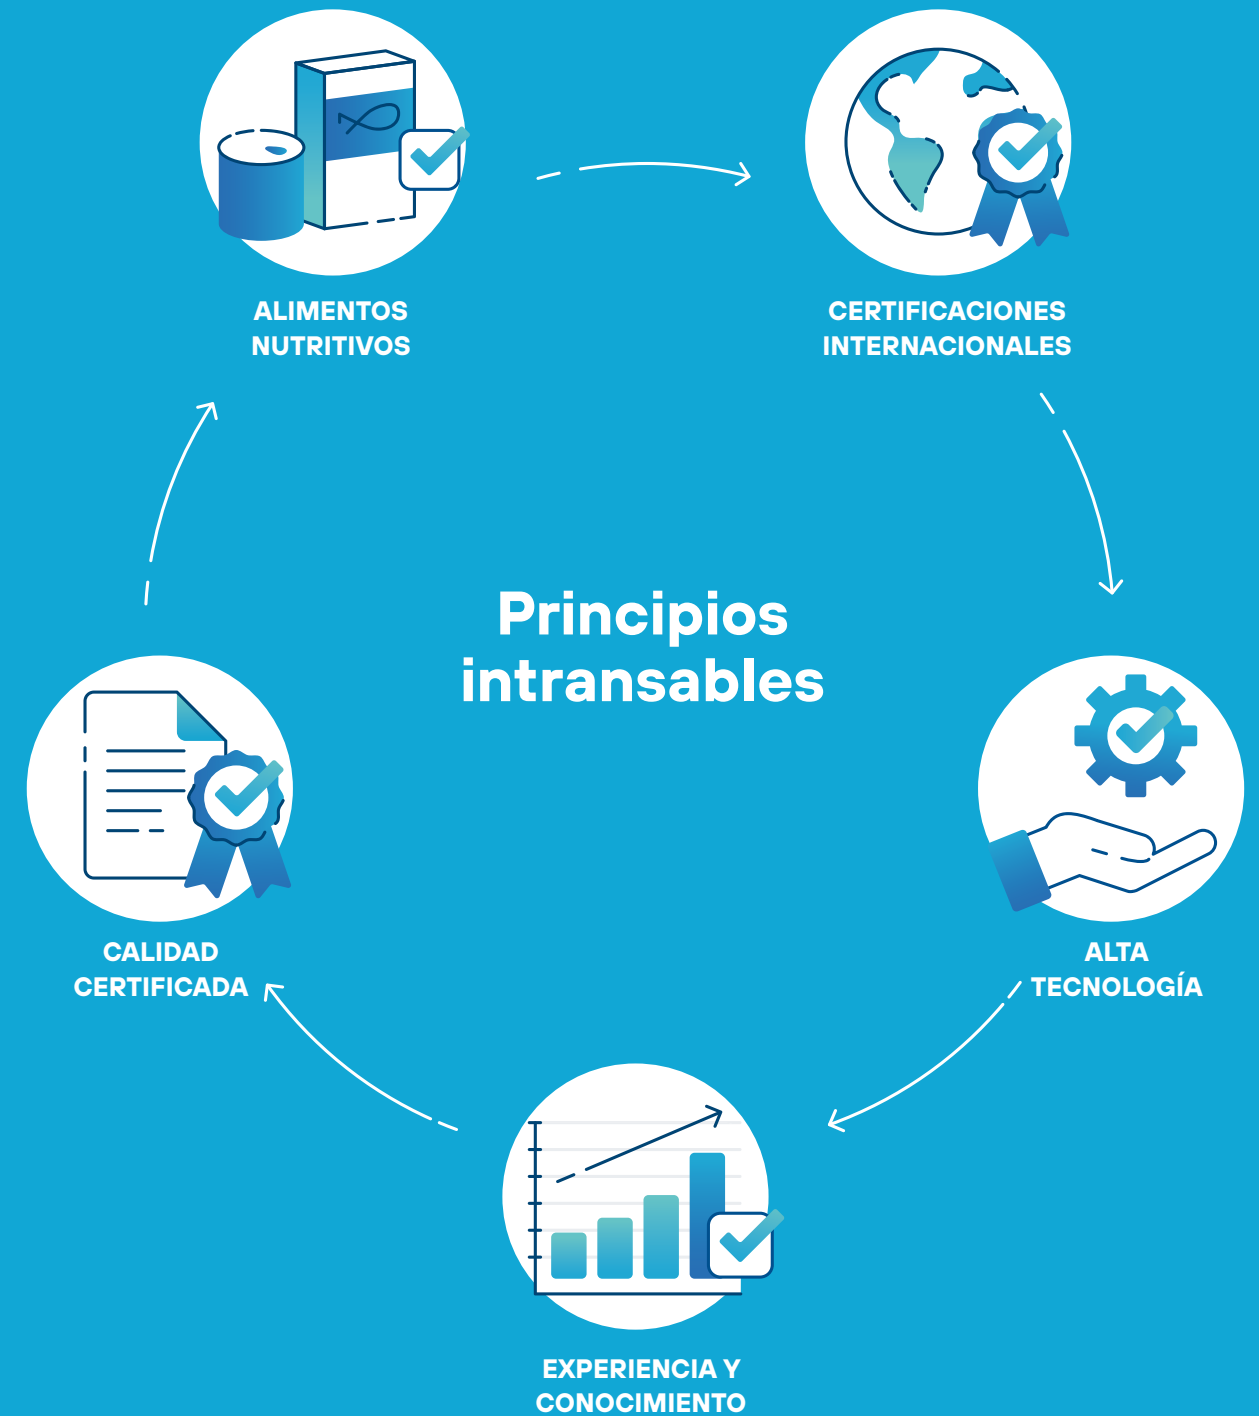 ALIMENTOS
NUTRITIVOS
CERTIFICACIONES
INTERNACIONALES
Principios
intransables
CALIDAD
CERTIFICADA
ALTA
TECNOLOGÍA
EXPERIENCIA Y
CONOCIMIENTO